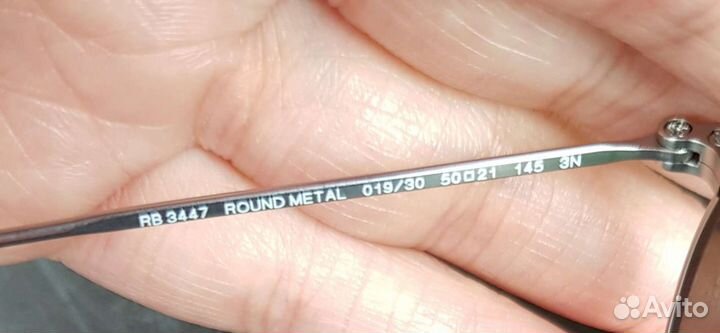 RB 3447 ROUND METAL 019/30 50□21 145 3N
Avito